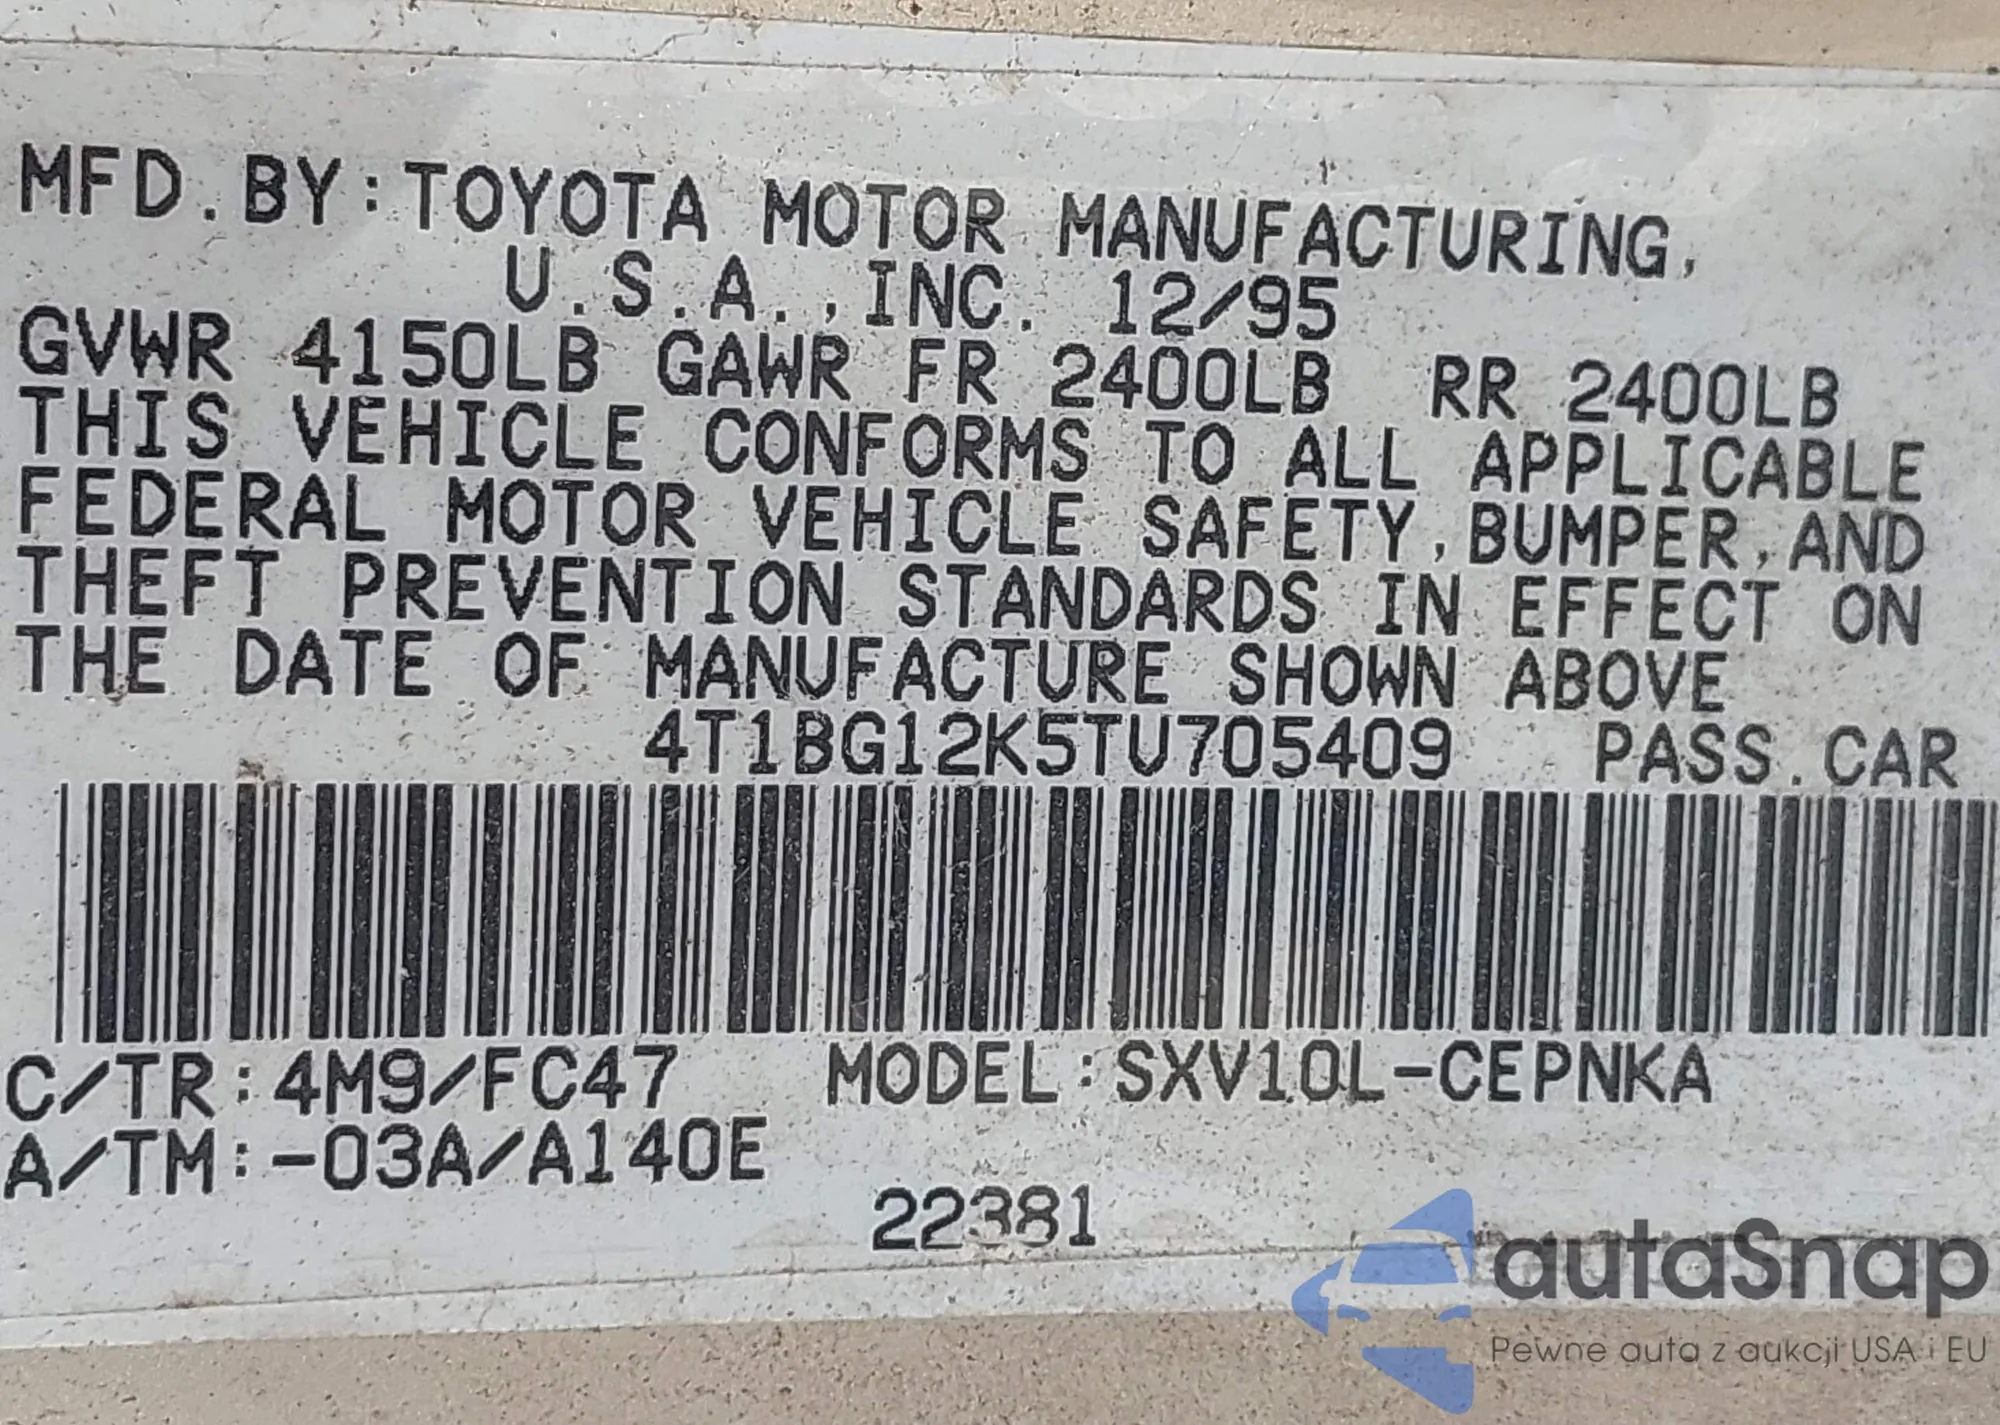 MFD.BY:TOYOTA MOTOR MANUFACTURING,
U.S.A.,INC. 12/95
GVWR 4150LB GAWR FR 2400LB RR 2400LB
THIS VEHICLE CONFORMS TO ALL APPLICABLE
FEDERAL MOTOR VEHICLE SAFETY,BUMPER,AND
THEFT PREVENTION STANDARDS IN EFFECT ON
THE DATE OF MANUFACTURE SHOWN ABOVE
4T1BG12K5TU705409 PASS.CAR
C/TR:4M9/FC47 MODEL:SXV10L-CEPNKA
A/TM:-03A/A140E
22381
autaSnap
Pewne auta z aukcji USA i EU